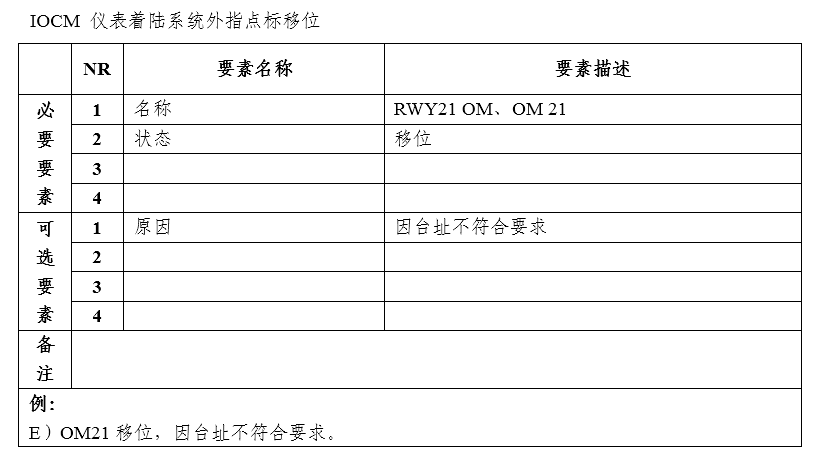 IOCM 仪表着陆系统外指点标移位
NR 要素名称 要素描述
必要要素
1 名称 RWY21 OM、OM 21
2 状态 移位
3
4
可选要素
1 原因 因台址不符合要求
2
3
4
备注
例：
E）OM21 移位，因台址不符合要求。